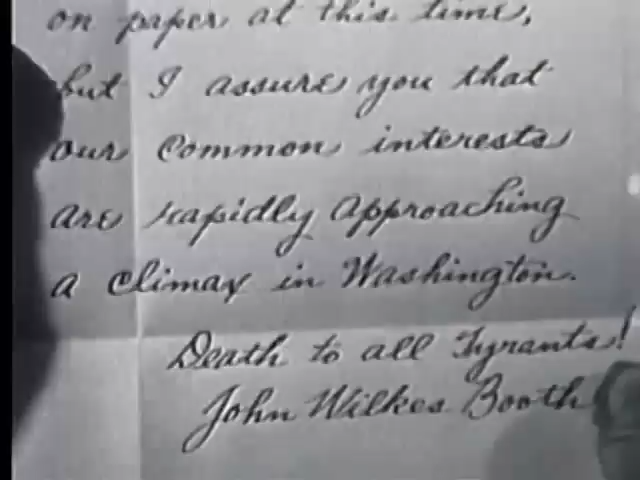 on paper at this time,
but I assure you that
our common interests
are rapidly approaching
a climax in Washington.
Death to all Tyrants!
John Wilkes Booth